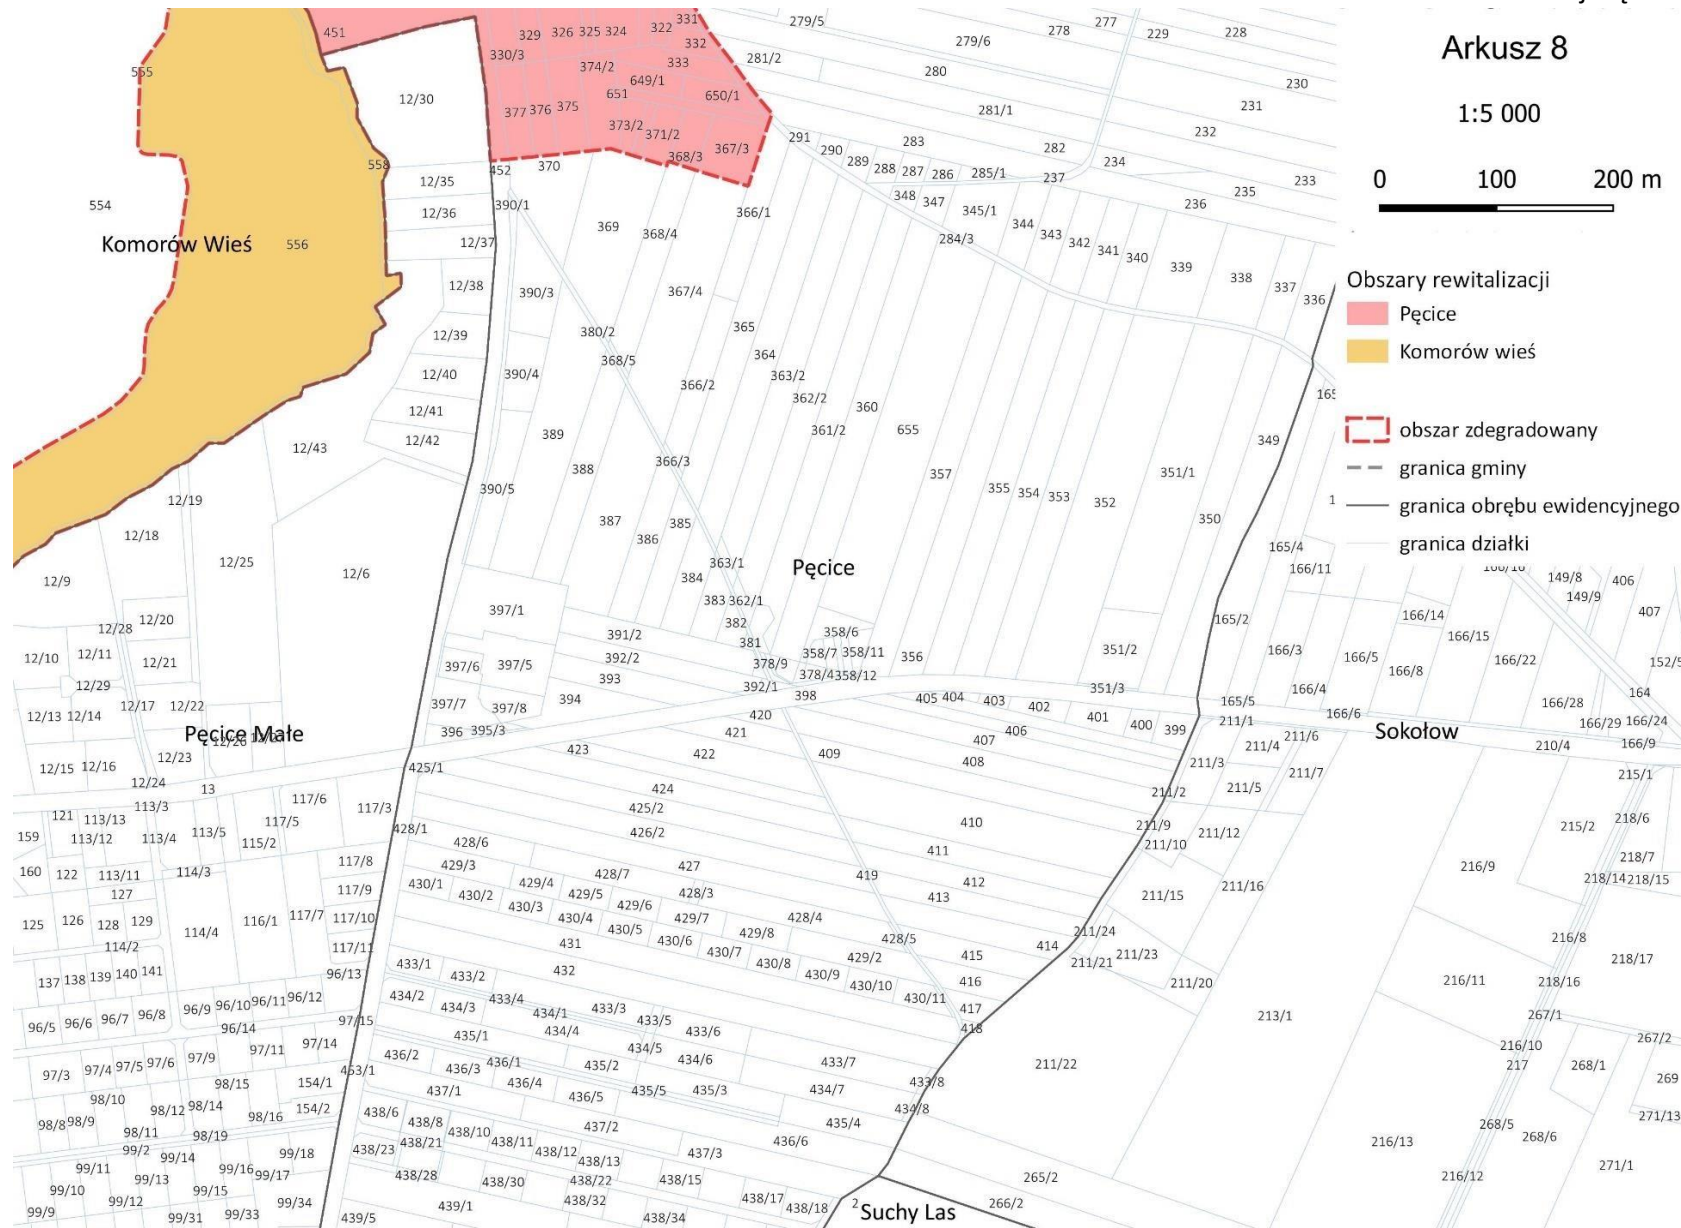 Arkusz 8
1:5 000
0 100 200 m
Obszary rewitalizacji
Pęcice
Komorów wieś
obszar zdegradowany
granica gminy
granica obrębu ewidencyjnego
granica działki
Komorów Wieś
Pęcice
Pęcice Małe
Sokołow
Suchy Las
451 329 326 325 324 322 331 332
330/3 374/2 333 649/1 651 650/1
377 376 375 373/2 371/2 368/3 367/3
279/5 279/6 278 277 229 228
281/2 280 230 281/1 231 232
291 290 289 288 287 286 285/1 283 282 237 234 235 233 236
555 554 556 558 12/30
12/35 12/36 12/37 12/38 12/39 12/40 12/41 12/42 12/43
452 370 390/1 369 368/4 366/1
348 347 345/1 344 343 342 341 340 339 338 337 336
284/3 390/3 367/4 380/2 368/5 365 364 363/2 362/2 361/2 360 655
390/4 366/2 389 388 366/3 357 355 354 353 352 351/1 350 349
390/5 387 386 385 384 363/1 383 362/1 382 381
12/19 12/18 12/25 12/6 12/9 12/20 12/28
12/10 12/11 12/21 12/29 12/13 12/14 12/17 12/22
12/15 12/16 12/23 12/24 13
397/1 397/6 397/5 397/7 397/8 396 395/3 394
391/2 392/2 393 378/9 392/1 398 378/4 358/12 358/7 358/6 358/11 356
351/2 351/3 405 404 403 402 401 400 399
165/4 166/11 165/2 166/3 166/5 166/8 166/4 165/5 166/6
166/14 166/15 166/22 166/28 166/29 166/24 166/9 164
149/8 149/9 406 407
420 421 422 423 424 425/1 425/2 426/2 427
406 407 408 409 410 411 412 413 414 415 416 417 418 419
211/1 211/4 211/6 211/3 211/5 211/7 211/2 211/9 211/10 211/12
211/15 211/16 211/24 211/21 211/23 211/20 211/22 213/1
210/4 215/1 215/2 218/6 218/7 218/14 218/15 216/9 216/8 218/17 216/11 218/16
267/1 267/2 216/10 217 268/1 269 271/13 268/5 268/6 216/13 216/12 271/1
121 113/13 113/3 117/6 117/3 159 113/12 113/4 113/5 117/5 115/2
160 122 113/11 114/3 117/8 127 117/9
125 126 128 129 114/4 116/1 117/7 117/10 114/2 117/11
137 138 139 140 141 96/13
96/5 96/6 96/7 96/8 96/9 96/10 96/11 96/12 96/14 97/15
97/3 97/4 97/5 97/6 97/9 97/11 97/14
98/10 98/15 154/1 453/1 98/8 98/9 98/12 98/14 98/16 154/2
98/11 98/19 99/2 99/14 99/18 99/11 99/13 99/16 99/17
99/10 99/12 99/15 99/34 99/9 99/31 99/33
428/1 428/6 429/3 428/7 428/3 430/1 430/2 429/4 429/5 429/6 429/7 428/4
430/3 430/4 430/5 430/6 430/7 429/8 428/5 429/2 430/8 430/9 430/10 430/11
431 432 433/1 433/2 433/4 434/2 434/3 434/1 433/3 433/5 433/6
435/1 434/4 434/5 434/6 433/7 436/2 436/3 436/1 435/2 433/8
437/1 436/4 436/5 435/5 435/3 434/7 434/8 435/4
438/6 438/8 437/2 436/6 438/10 438/11 438/21 438/23 438/12 438/13 437/3
438/28 438/30 438/22 438/15 438/32 438/17 438/18
439/5 439/1 438/34 265/2 266/2 2